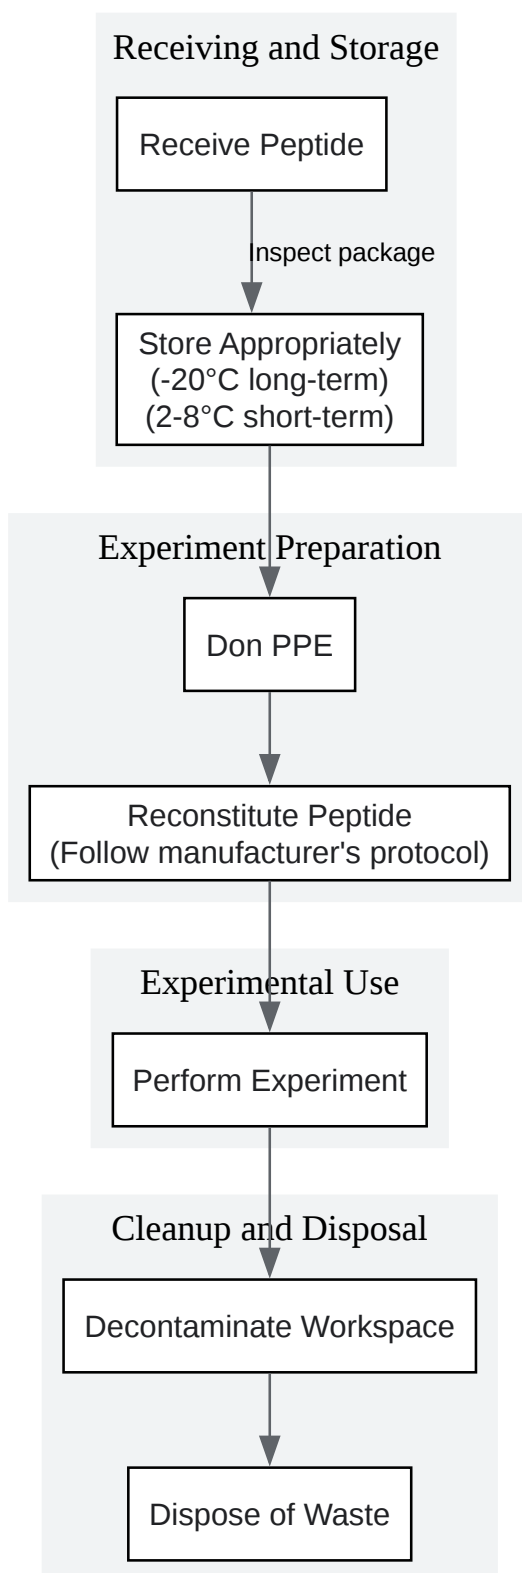 Receiving and Storage
Receive Peptide
Inspect package
Store Appropriately
(-20°C long-term)
(2-8°C short-term)
Experiment Preparation
Don PPE
Reconstitute Peptide
(Follow manufacturer's protocol)
Experimental Use
Perform Experiment
Cleanup and Disposal
Decontaminate Workspace
Dispose of Waste